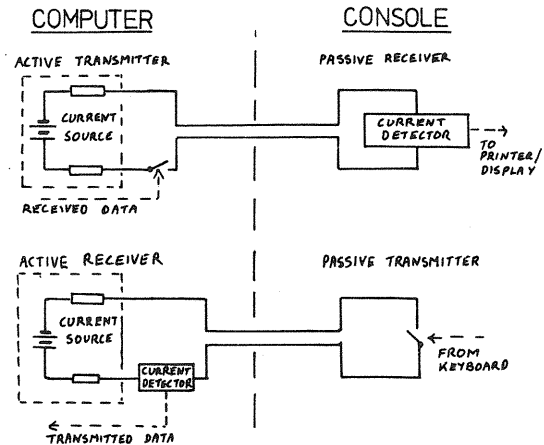 COMPUTER
CONSOLE
ACTIVE TRANSMITTER
PASSIVE RECEIVER
CURRENT
SOURCE
CURRENT
DETECTOR
TO
PRINTER/
DISPLAY
RECEIVED DATA
ACTIVE RECEIVER
PASSIVE TRANSMITTER
CURRENT
SOURCE
CURRENT
DETECTOR
FROM
KEYBOARD
TRANSMITTED DATA